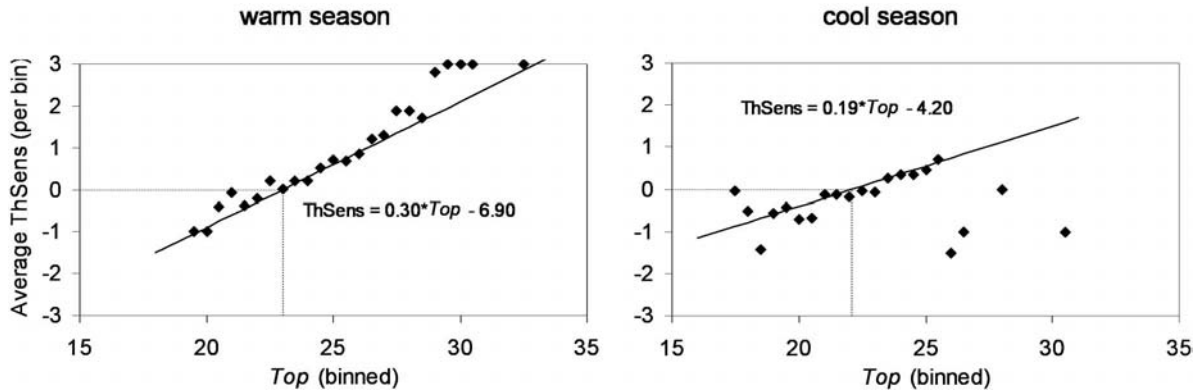 warm season
cool season
Average ThSens (per bin)
3
2
1
0
-1
-2
-3
ThSens = 0.30*Top - 6.90
15 20 25 30 35
Top (binned)
3
2
1
0
-1
-2
-3
ThSens = 0.19*Top - 4.20
15 20 25 30 35
Top (binned)